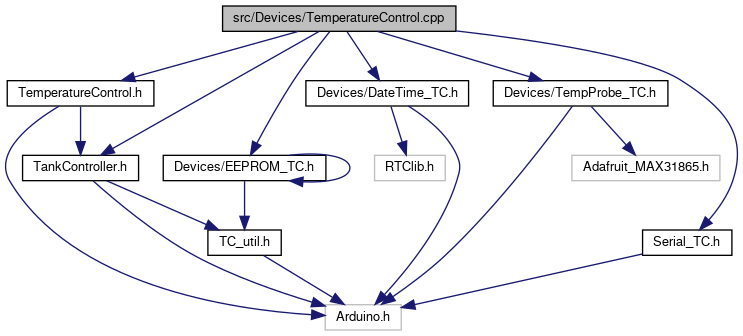 src/Devices/TemperatureControl.cpp
TemperatureControl.h
Devices/DateTime_TC.h
Devices/TempProbe_TC.h
TankController.h
Devices/EEPROM_TC.h
RTClib.h
Adafruit_MAX31865.h
TC_util.h
Serial_TC.h
Arduino.h